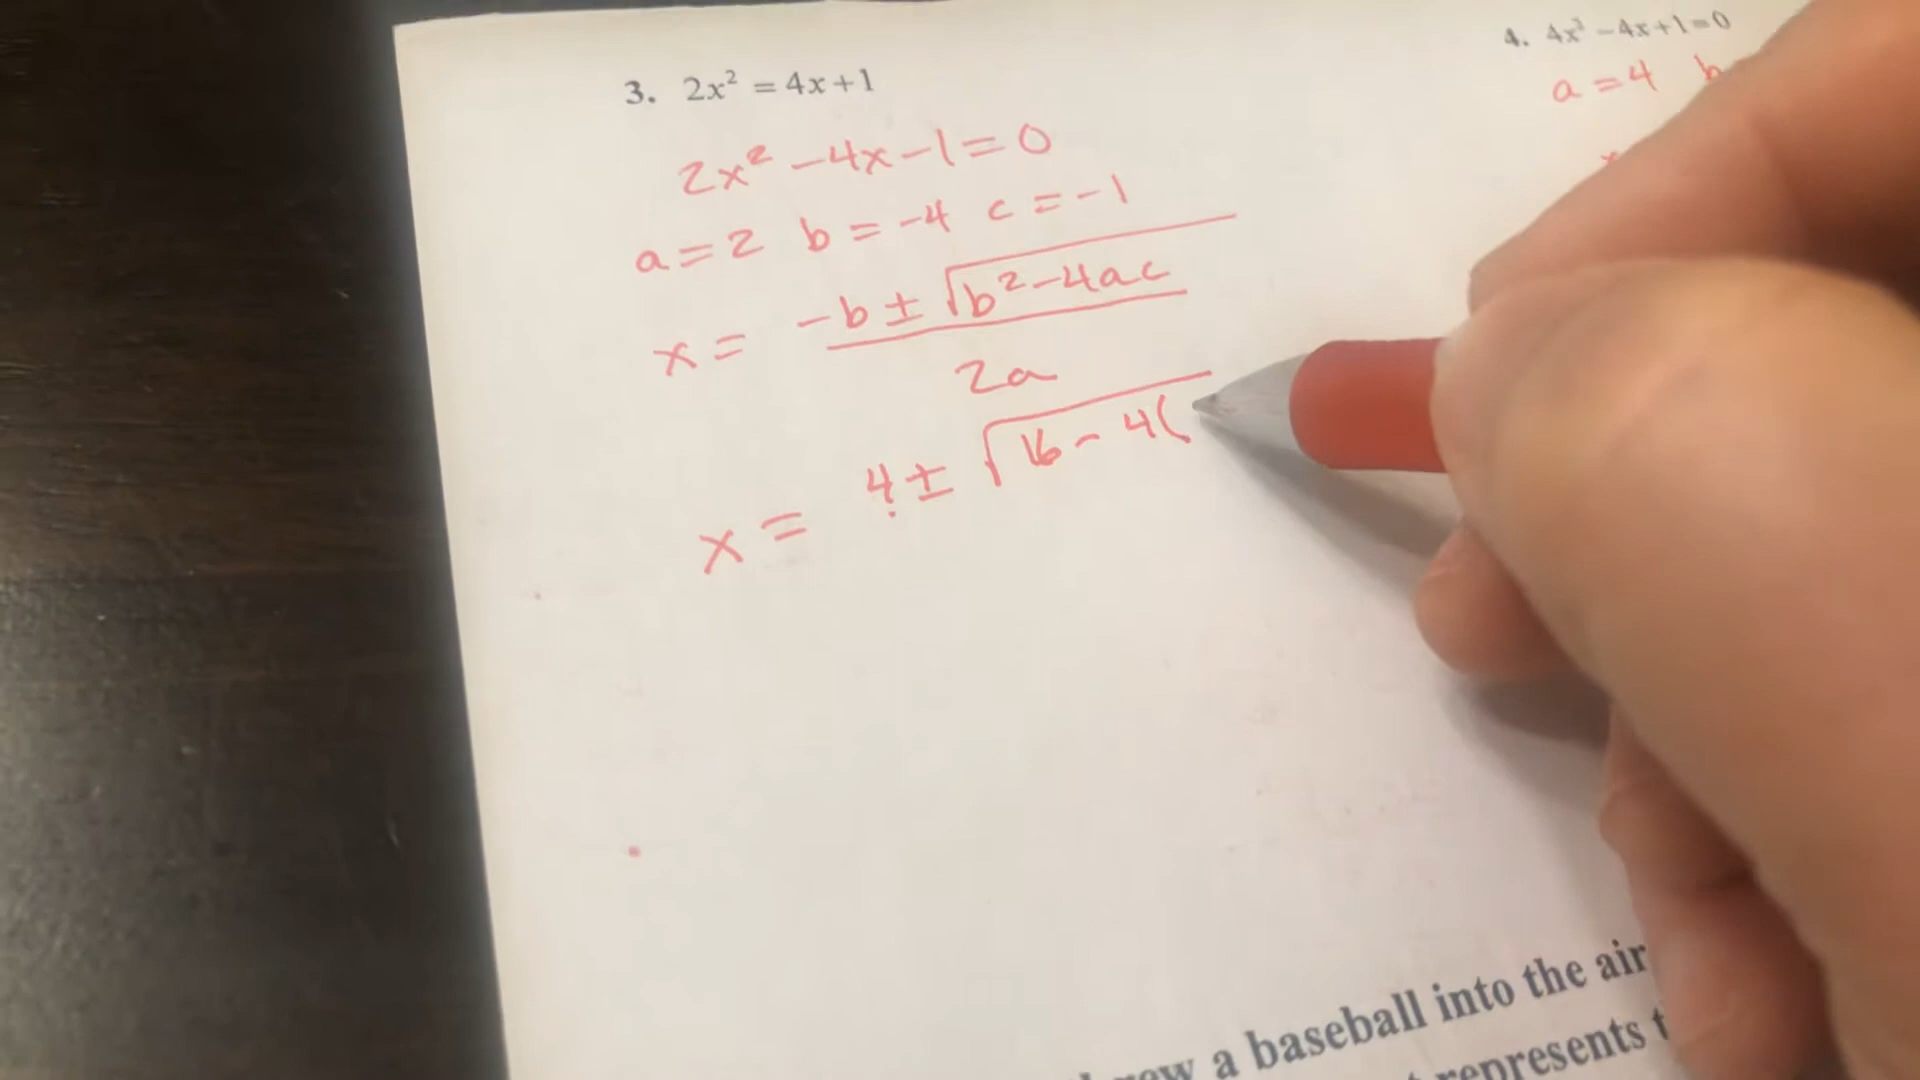 3. 2x² = 4x+1
2x² -4x-1=0
a=2 b=-4 c=-1
x = -b±√b²-4ac
2a
x = 4±√16-4(
4. 4x² -4x+1=0
a=4 b
x
a baseball into the air
represents